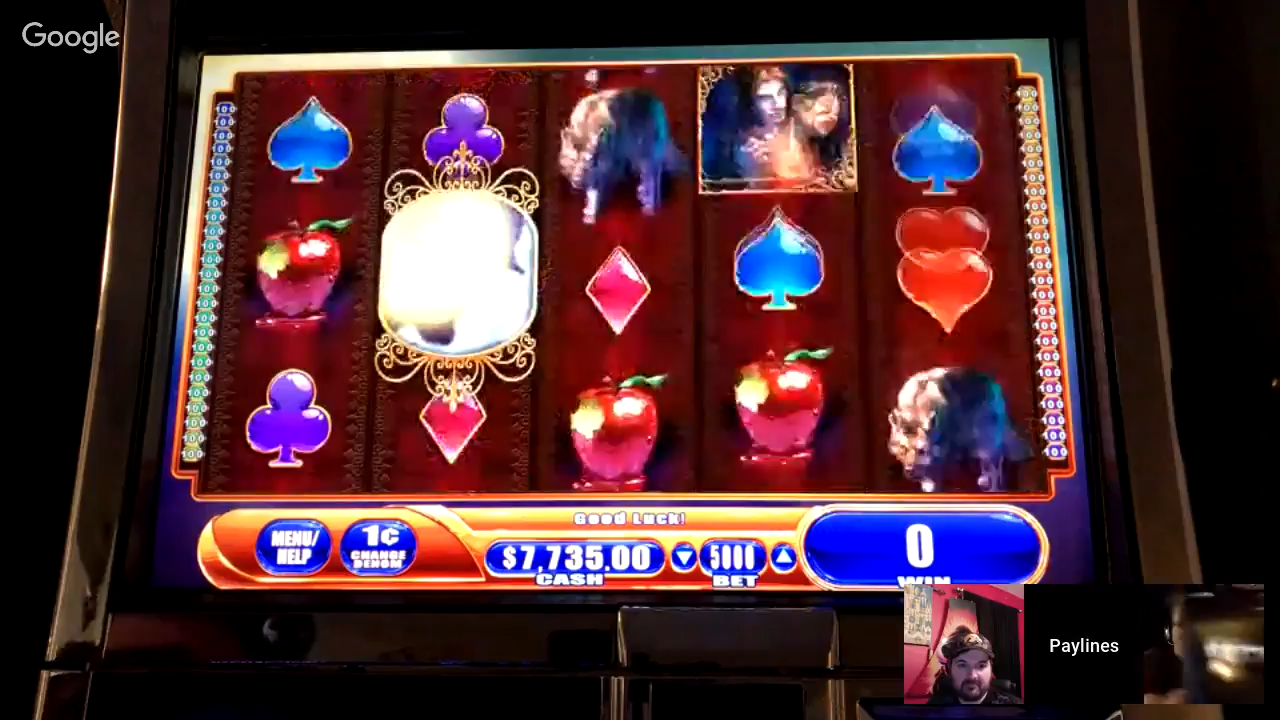 Google
MENU/
HELP
1¢
CHANGE
DENOM
Good Luck!
$7,735.00
CASH
5000
BET
0
WIN
Paylines